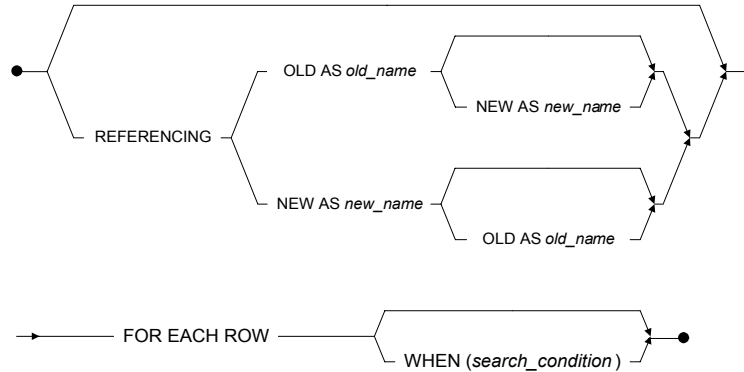 OLD AS old_name
NEW AS new_name
REFERENCING
NEW AS new_name
OLD AS old_name
FOR EACH ROW
WHEN (search_condition)